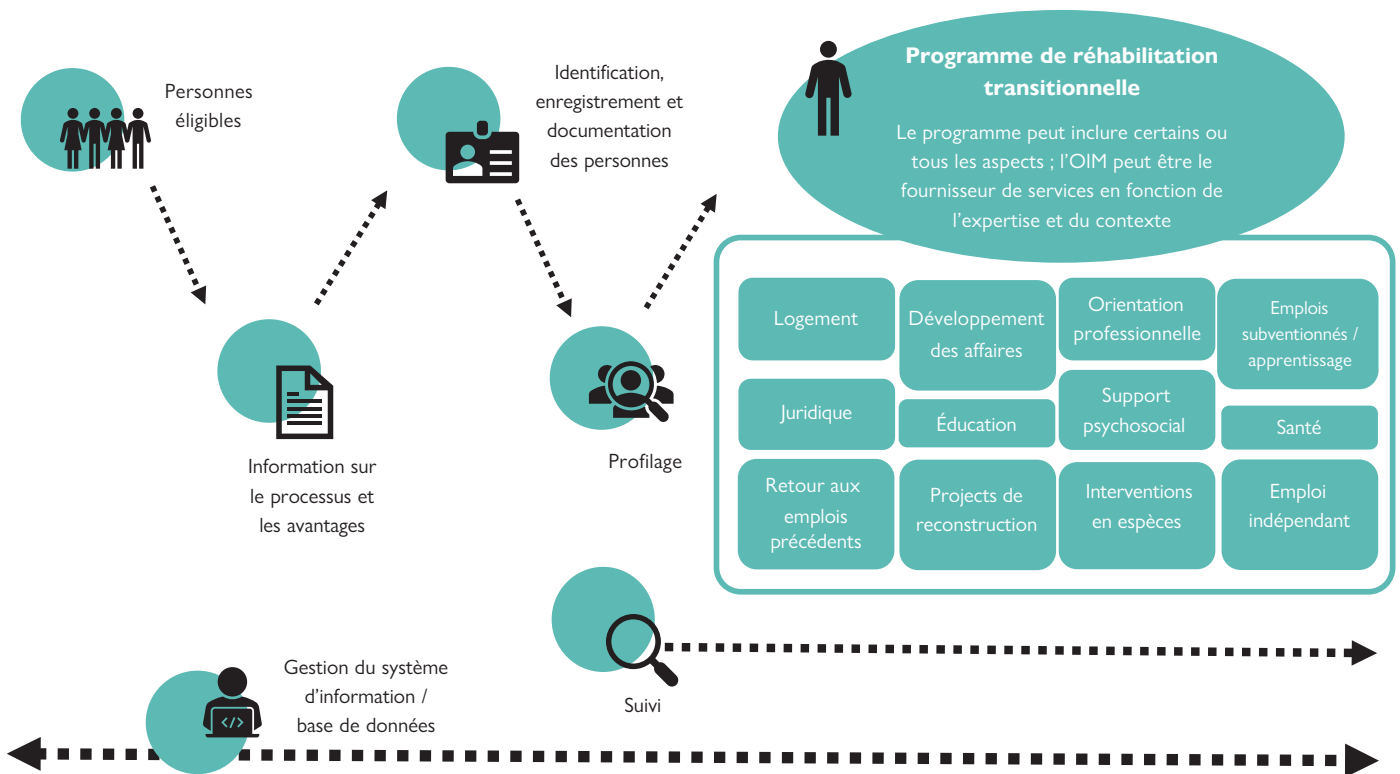 Personnes
éligibles
Information sur
le processus et
les avantages
Identification,
enregistrement et
documentation
des personnes
Profilage
Programme de réhabilitation
transitionnelle
Le programme peut inclure certains ou
tous les aspects ; l'OIM peut être le
fournisseur de services en fonction de
l'expertise et du contexte
Logement
Développement
des affaires
Orientation
professionnelle
Emplois
subventionnés /
apprentissage
Juridique
Éducation
Support
psychosocial
Santé
Retour aux
emplois
précédents
Projects de
reconstruction
Interventions
en espèces
Emploi
indépendant
Suivi
Gestion du système
d'information /
base de données
<//>